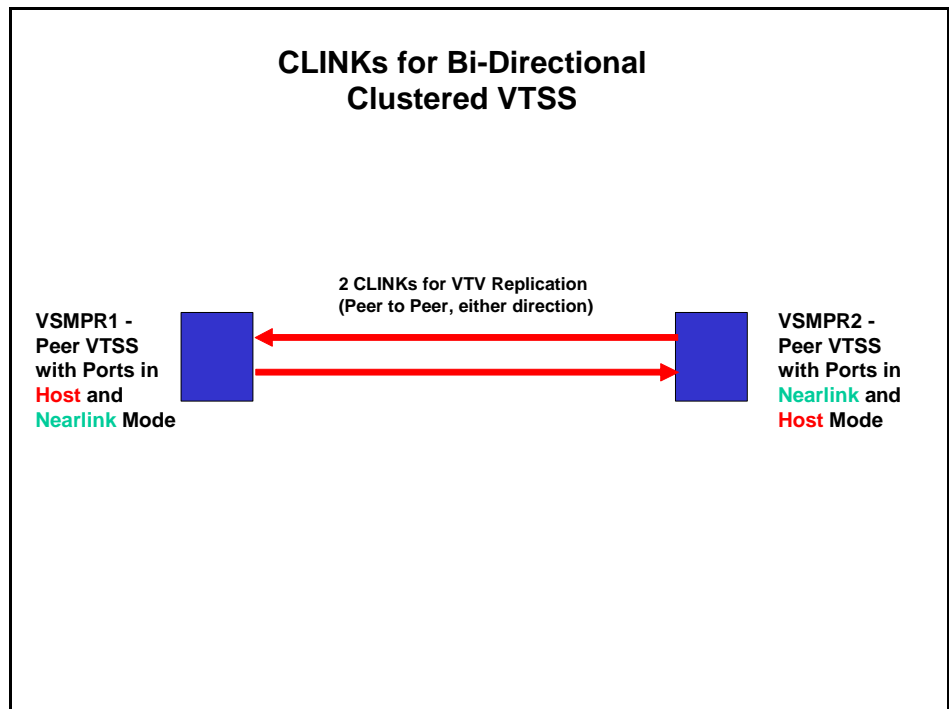 CLINKs for Bi-Directional
Clustered VTSS
2 CLINKs for VTV Replication
(Peer to Peer, either direction)
VSMPR1 -
Peer VTSS
with Ports in
Host and
Nearlink Mode
VSMPR2 -
Peer VTSS
with Ports in
Nearlink and
Host Mode